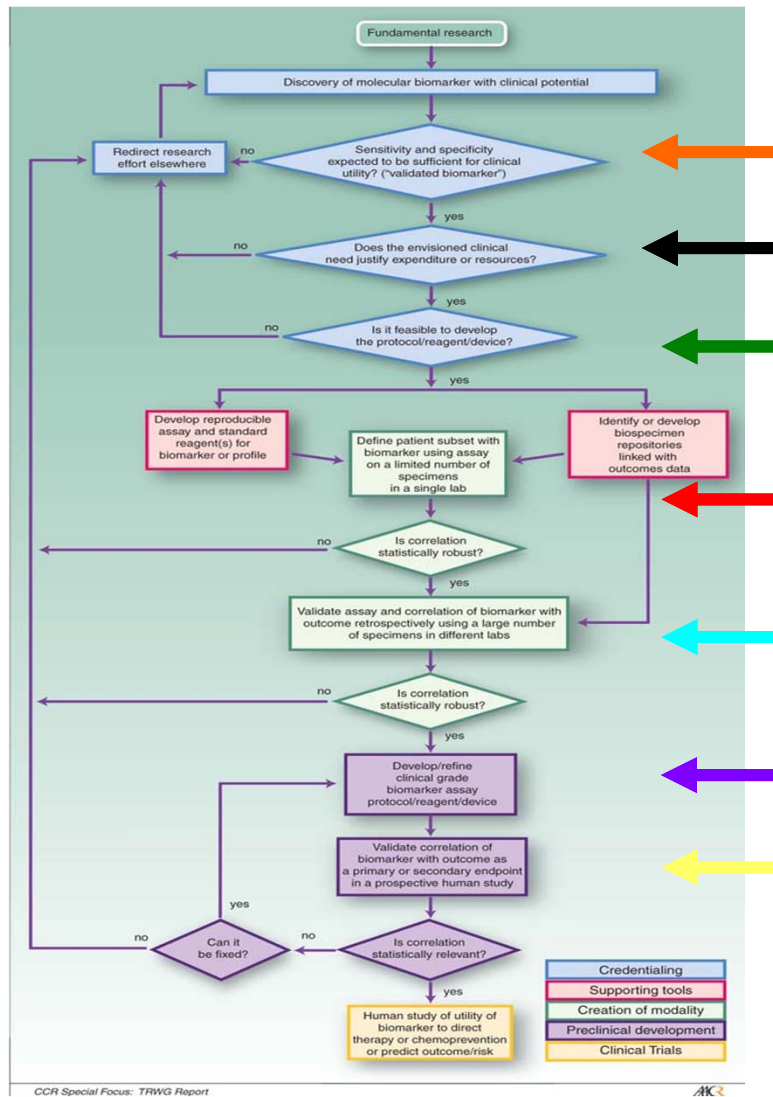 Fundamental research
Discovery of molecular biomarker with clinical potential
Redirect research
effort elsewhere
no
Sensitivity and specificity
expected to be sufficient for clinical
utility? ("validated biomarker")
yes
no
Does the envisioned clinical
need justify expenditure or resources?
yes
no
Is it feasible to develop
the protocol/reagent/device?
yes
Develop reproducible
assay and standard
reagent(s) for
biomarker or profile
Define patient subset with
biomarker using assay
on a limited number of
specimens
in a single lab
Identify or develop
biospecimen
repositories
linked with
outcomes data
no
Is correlation
statistically robust?
yes
Validate assay and correlation of biomarker with
outcome retrospectively using a large number
of specimens in different labs
no
Is correlation
statistically robust?
yes
Develop/refine
clinical grade
biomarker assay
protocol/reagent/device
Validate correlation of
biomarker with outcome as
a primary or secondary endpoint
in a prospective human study
yes
no
Can it
be fixed?
no
Is correlation
statistically relevant?
yes
Human study of utility of
biomarker to direct
therapy or chemoprevention
or predict outcome/risk
Credentialing
Supporting tools
Creation of modality
Preclinical development
Clinical Trials
CCR Special Focus: TRWG Report
AACR